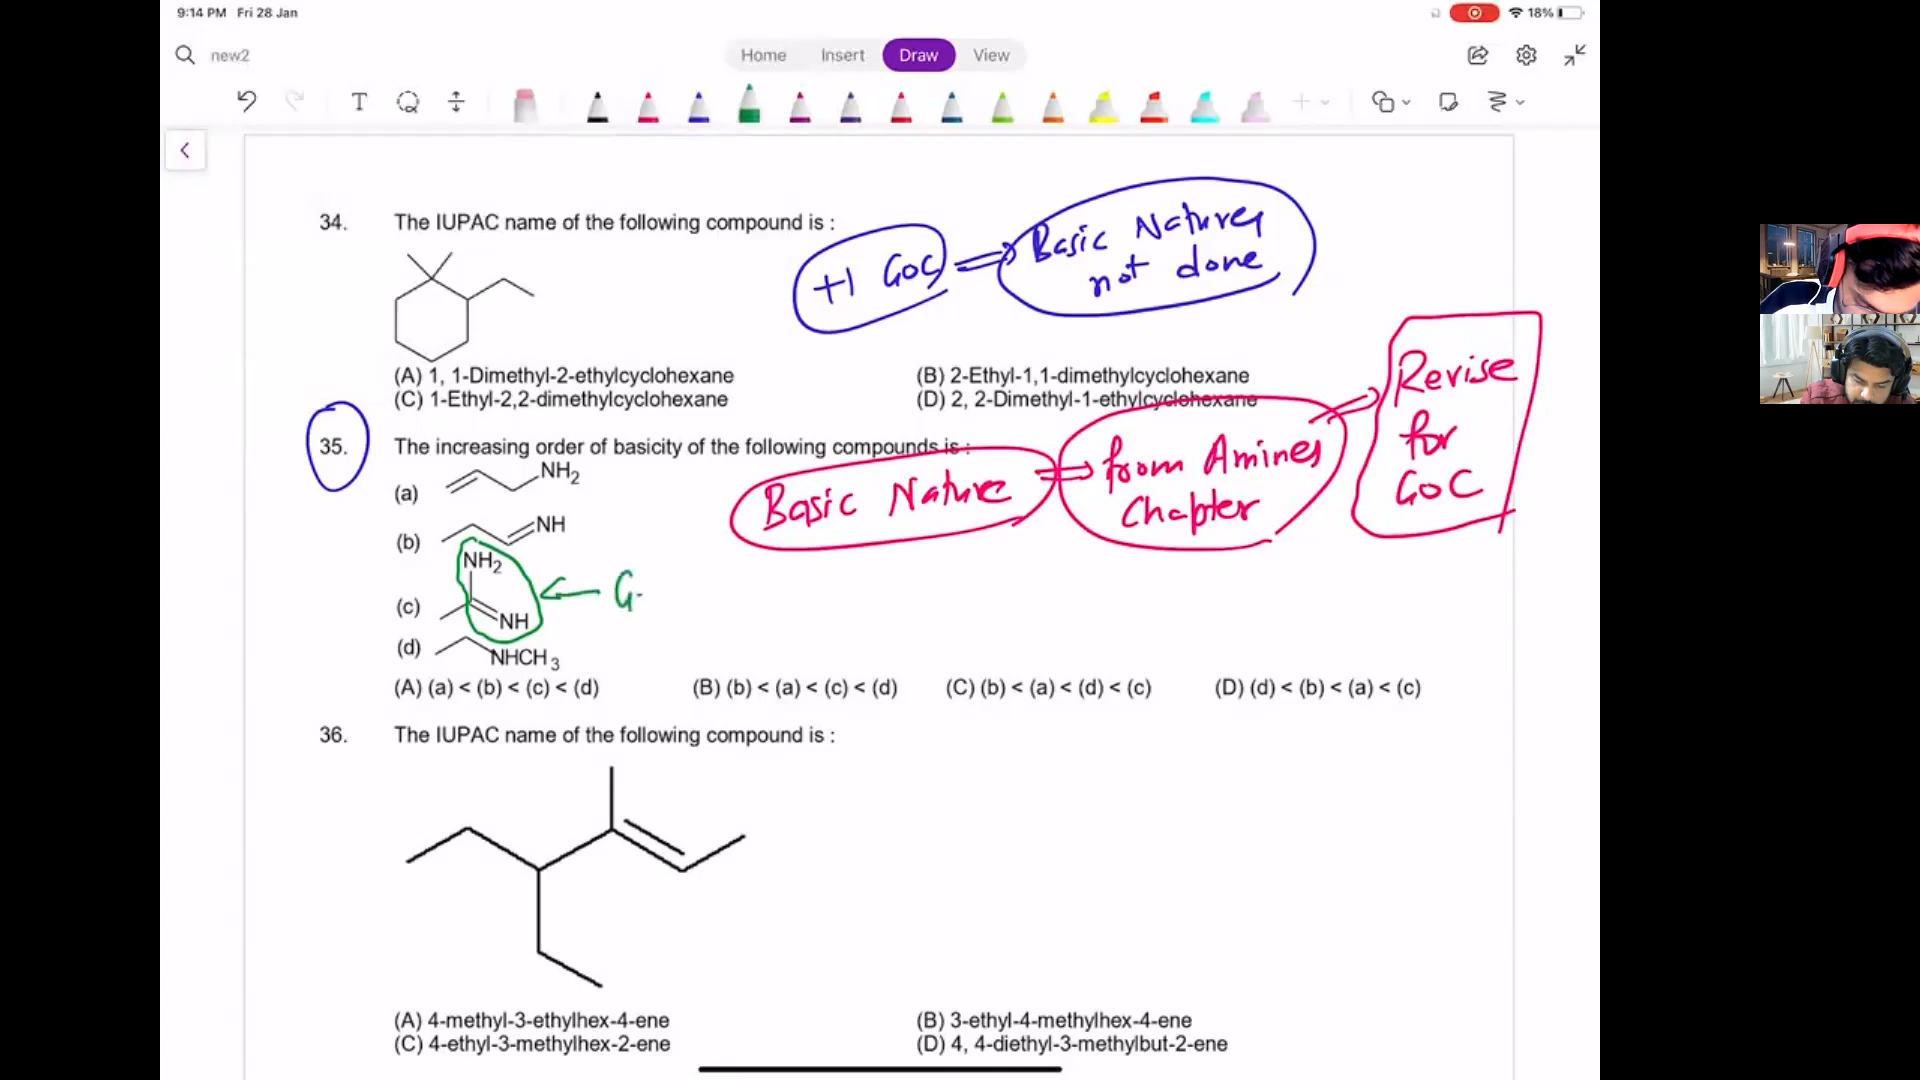 9:14 PM Fri 28 Jan
18%
new2
Home Insert Draw View
34. The IUPAC name of the following compound is :
+1 GOC ⇒ Basic Nature
not done
(A) 1, 1-Dimethyl-2-ethylcyclohexane (B) 2-Ethyl-1,1-dimethylcyclohexane
(C) 1-Ethyl-2,2-dimethylcyclohexane (D) 2, 2-Dimethyl-1-ethylcyclohexane
35. The increasing order of basicity of the following compounds is :
Basic Nature ⇒ from Amines
Chapter
⇒ Revise
for
GOC
(a) NH2
(b) NH
(c) NH2
NH
← G
(d) NHCH3
(A) (a) < (b) < (c) < (d) (B) (b) < (a) < (c) < (d) (C) (b) < (a) < (d) < (c) (D) (d) < (b) < (a) < (c)
36. The IUPAC name of the following compound is :
(A) 4-methyl-3-ethylhex-4-ene (B) 3-ethyl-4-methylhex-4-ene
(C) 4-ethyl-3-methylhex-2-ene (D) 4, 4-diethyl-3-methylbut-2-ene